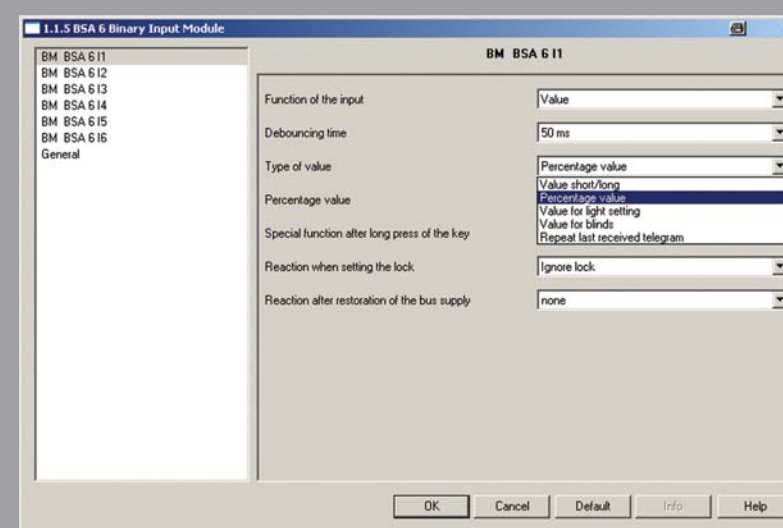 1.1.5 BSA 6 Binary Input Module
BM BSA 6 I1
BM BSA 6 I2
BM BSA 6 I3
BM BSA 6 I4
BM BSA 6 I5
BM BSA 6 I6
General
BM BSA 6 I1
Function of the input Value
Debouncing time 50 ms
Type of value Percentage value
Value short/long
Percentage value
Value for light setting
Value for blinds
Repeat last received telegram
Percentage value
Special function after long press of the key
Reaction when setting the lock Ignore lock
Reaction after restoration of the bus supply none
OK Cancel Default Info Help